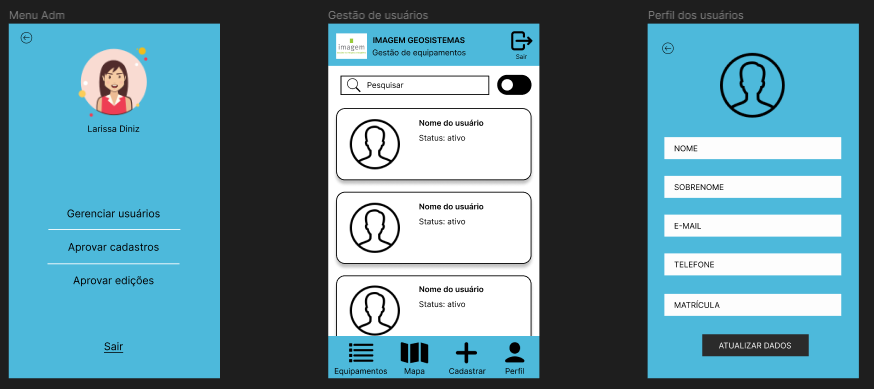 Menu Adm
Larissa Diniz
Gerenciar usuários
Aprovar cadastros
Aprovar edições
Sair
Gestão de usuários
imagem
IMAGEM GEOSISTEMAS
Gestão de equipamentos
Sair
Pesquisar
Nome do usuário
Status: ativo
Nome do usuário
Status: ativo
Nome do usuário
Status: ativo
Equipamentos
Mapa
Cadastrar
Perfil
Perfil dos usuários
NOME
SOBRENOME
E-MAIL
TELEFONE
MATRÍCULA
ATUALIZAR DADOS